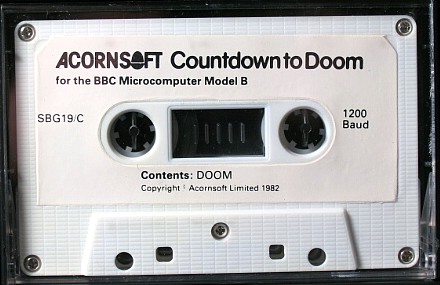 ACORNSOFT Countdown to Doom
for the BBC Microcomputer Model B
SBG19/C
1200
Baud
Contents: DOOM
Copyright © Acornsoft Limited 1982